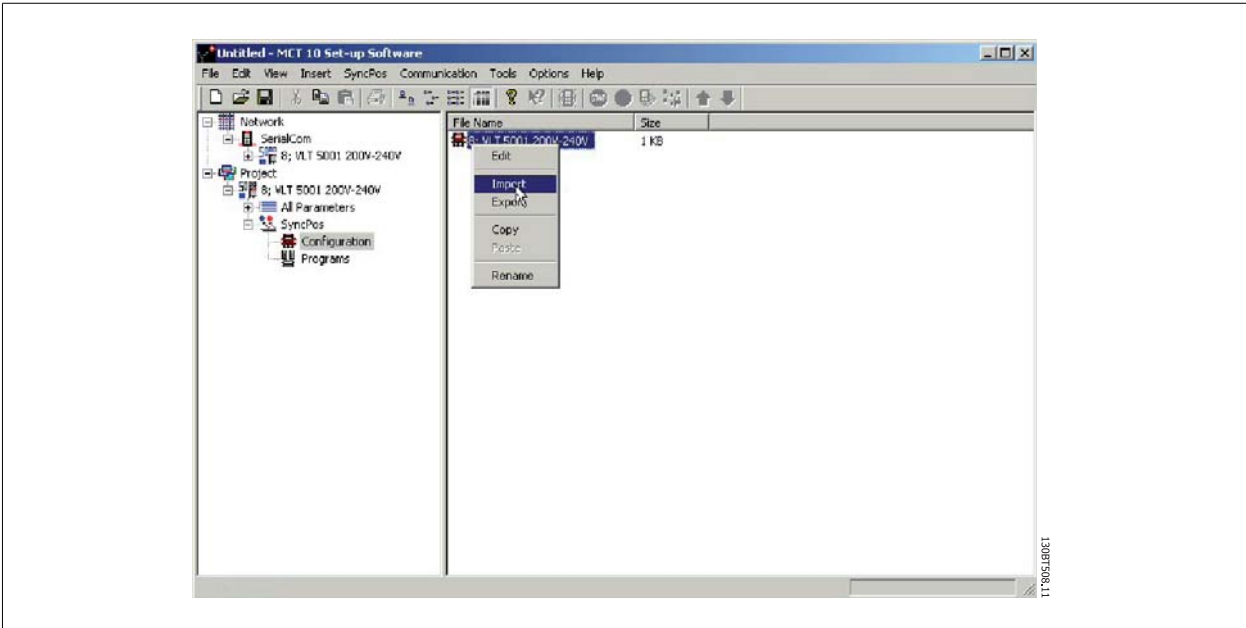 Untitled - MCT 10 Set-up Software
File Edit View Insert SyncPos Communication Tools Options Help
Network
SerialCom
8; VLT 5001 200V-240V
Project
8; VLT 5001 200V-240V
All Parameters
SyncPos
Configuration
Programs
File Name Size
8; VLT 5001 200V-240V 1 KB
Edit
Import
Export
Copy
Paste
Rename
130BT508.11